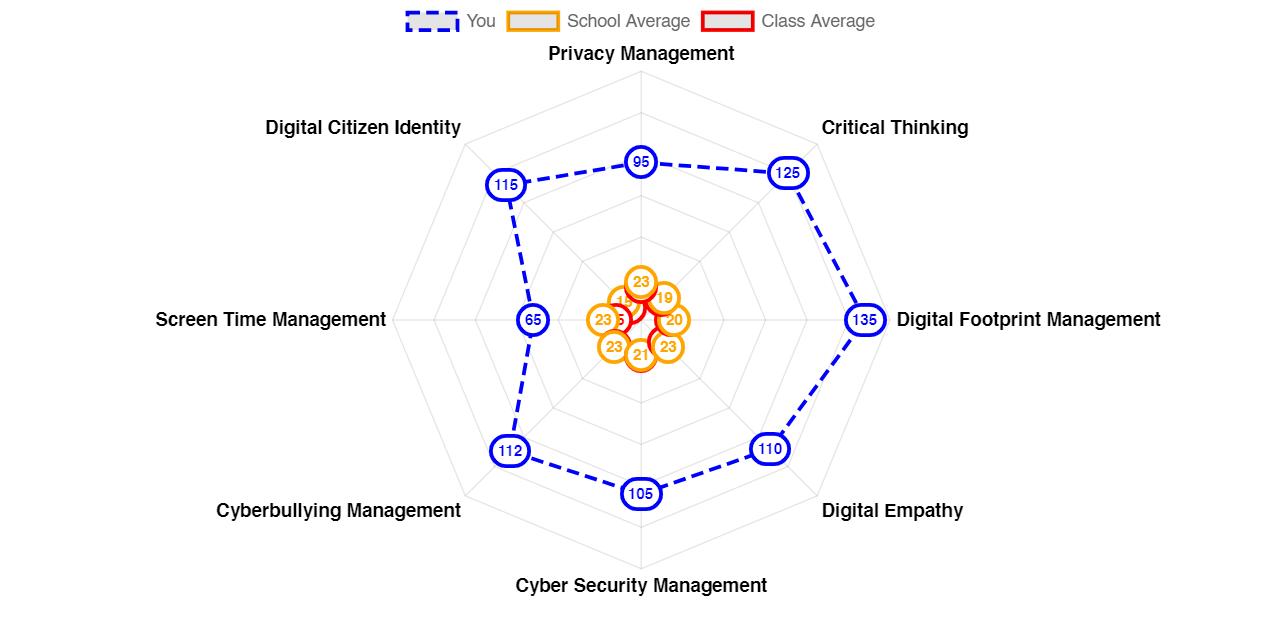 You School Average Class Average
Privacy Management
Digital Citizen Identity Critical Thinking
95
115 125
23
19
Screen Time Management 65 23 20 135 Digital Footprint Management
23 21 23
112 110
105
Cyberbullying Management Digital Empathy
Cyber Security Management